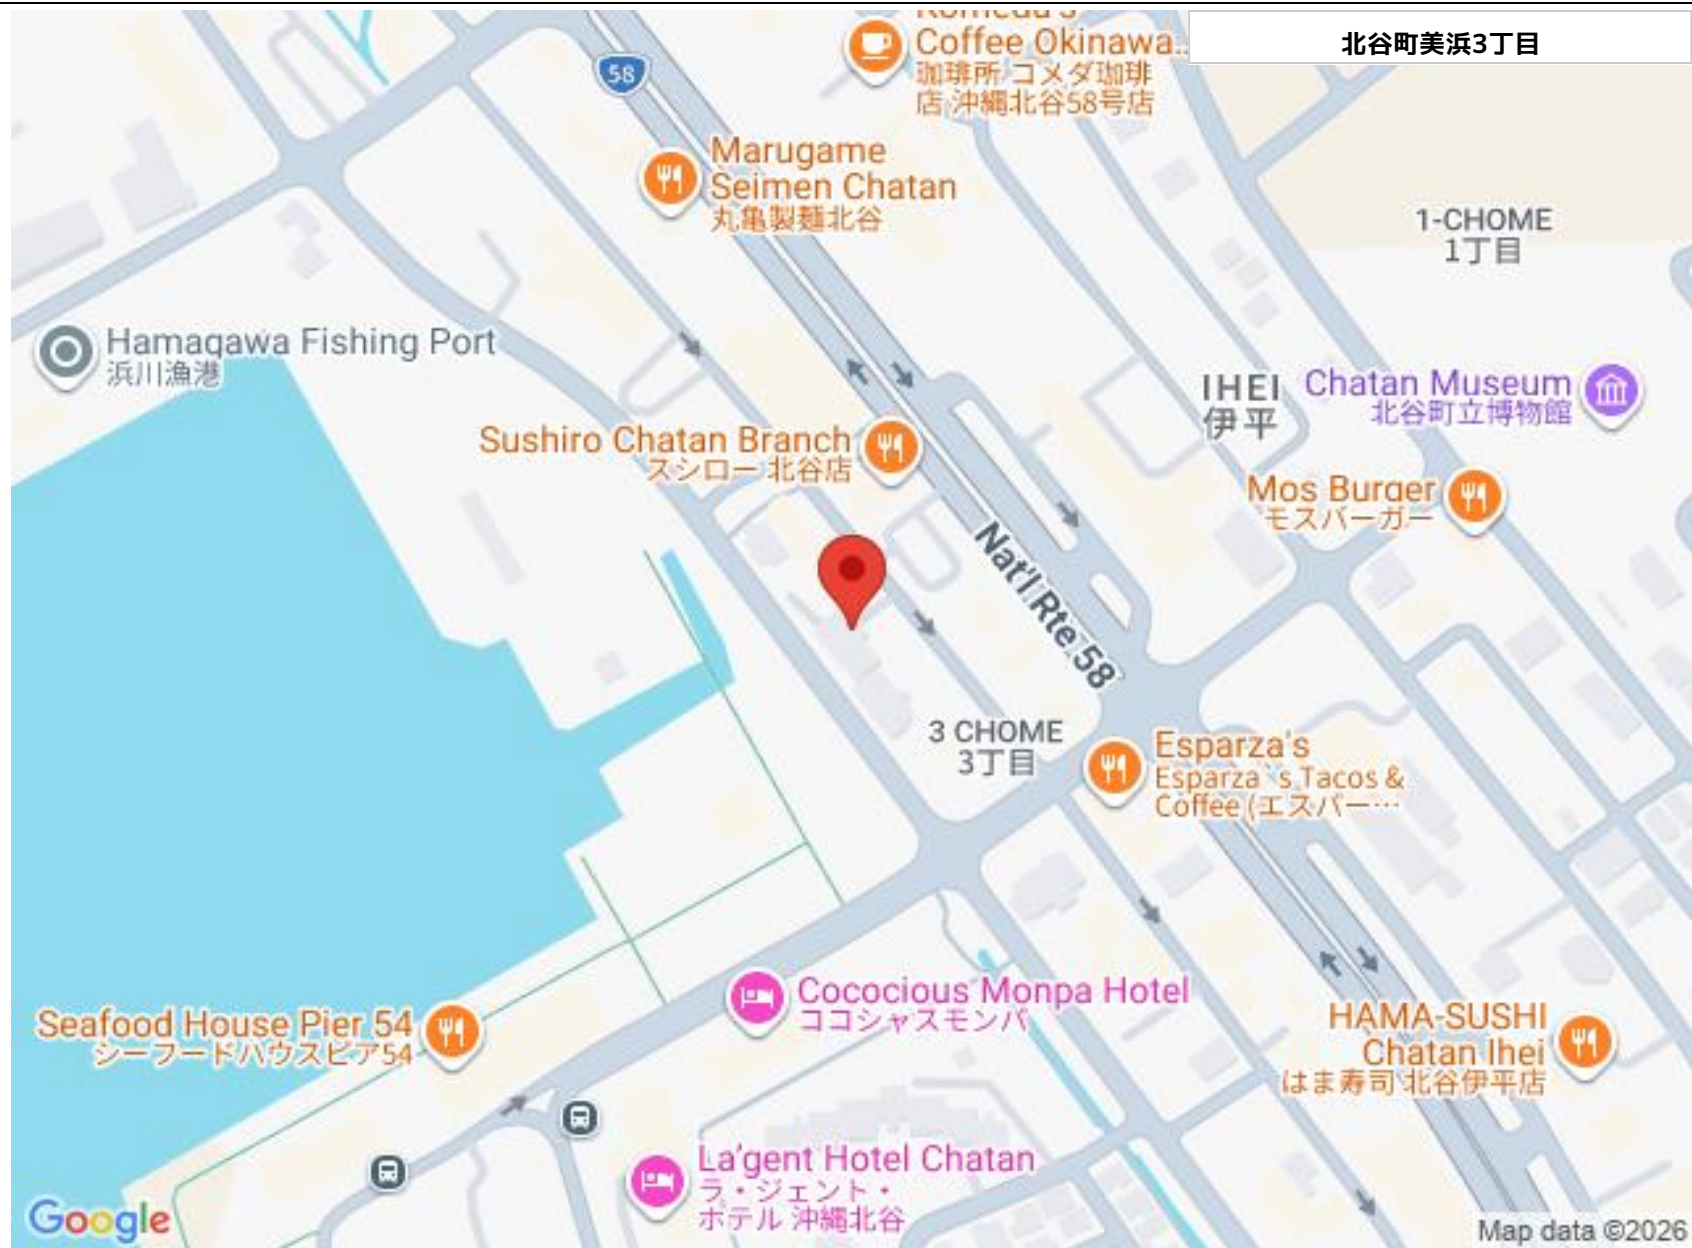 北谷町美浜3丁目
Komeda's
Coffee Okinawa...
珈琲所 コメダ珈琲
店 沖縄北谷58号店
58
Marugame
Seimen Chatan
丸亀製麺北谷
1-CHOME
1丁目
Hamagawa Fishing Port
浜川漁港
IHEI
伊平
Chatan Museum
北谷町立博物館
Sushiro Chatan Branch
スシロー 北谷店
Mos Burger
モスバーガー
Nat'l Rte 58
3 CHOME
3丁目
Esparza's
Esparza`s Tacos &
Coffee (エスパー…
Cococious Monpa Hotel
ココシャスモンパ
Seafood House Pier 54
シーフードハウスピア54
HAMA-SUSHI
Chatan Ihei
はま寿司 北谷伊平店
La'gent Hotel Chatan
ラ・ジェント・
ホテル 沖縄北谷
Google
Map data ©2026